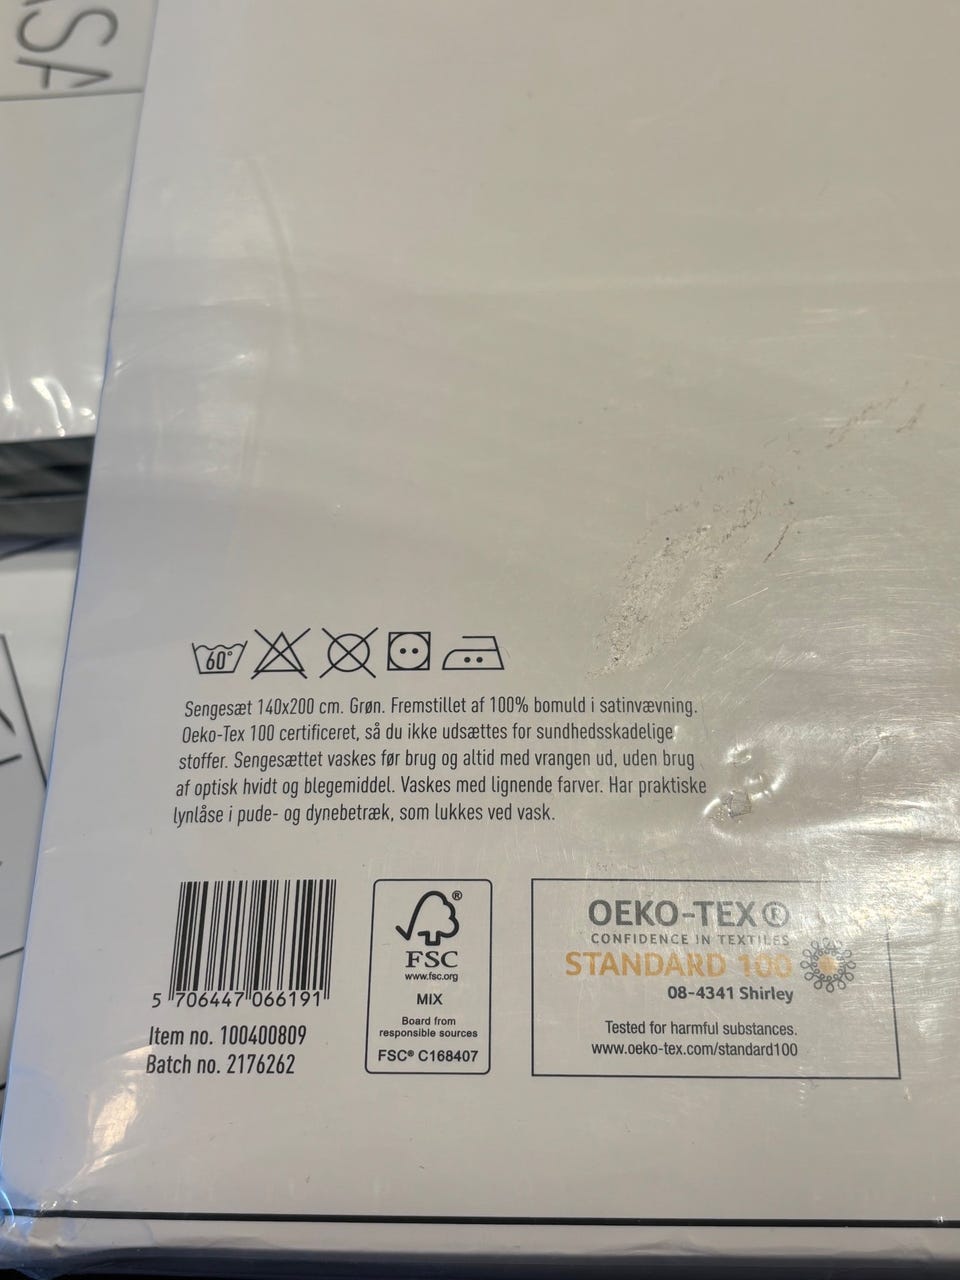 ASA
60°
Sengesæt 140x200 cm. Grøn. Fremstillet af 100% bomuld i satinvævning.
Oeko-Tex 100 certificeret, så du ikke udsættes for sundhedsskadelige
stoffer. Sengesættet vaskes før brug og altid med vrangen ud, uden brug
af optisk hvidt og blegemiddel. Vaskes med lignende farver. Har praktiske
lynlåse i pude- og dynebetræk, som lukkes ved vask.
5 706447 066191
Item no. 100400809
Batch no. 2176262
®
FSC
www.fsc.org
MIX
Board from
responsible sources
FSC® C168407
OEKO-TEX®
CONFIDENCE IN TEXTILES
STANDARD 100
08-4341 Shirley
Tested for harmful substances.
www.oeko-tex.com/standard100